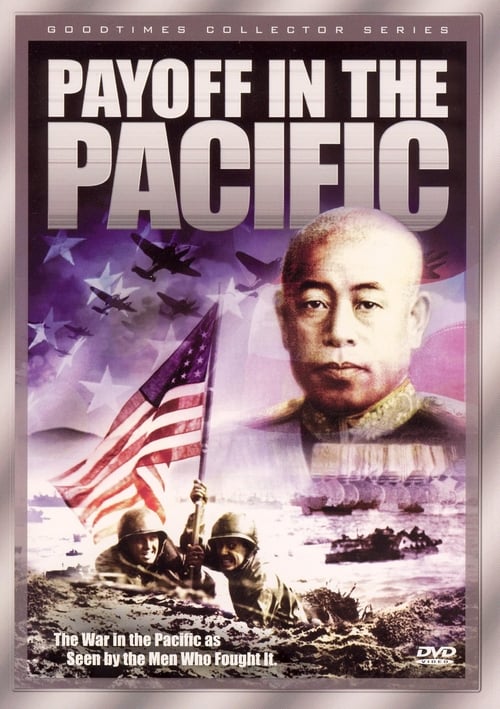 GOODTIMES COLLECTOR SERIES
PAYOFF IN THE
PACIFIC
The War in the Pacific as
Seen by the Men Who Fought It.
DVD
VIDEO